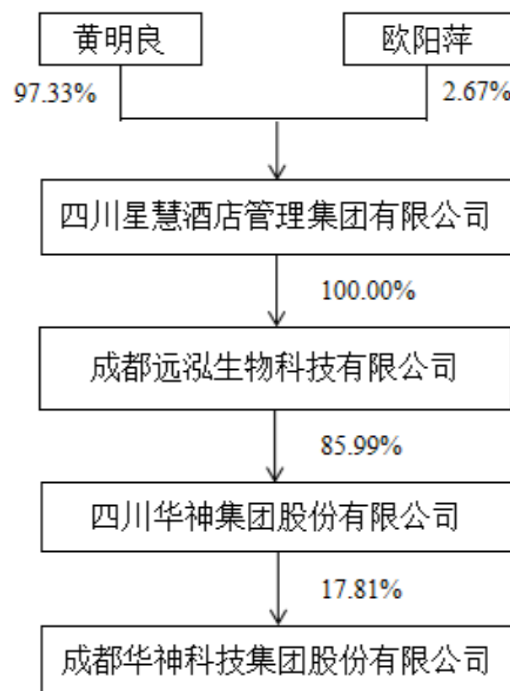 黄明良
欧阳萍
97.33%
2.67%
四川星慧酒店管理集团有限公司
100.00%
成都远泓生物科技有限公司
85.99%
四川华神集团股份有限公司
17.81%
成都华神科技集团股份有限公司